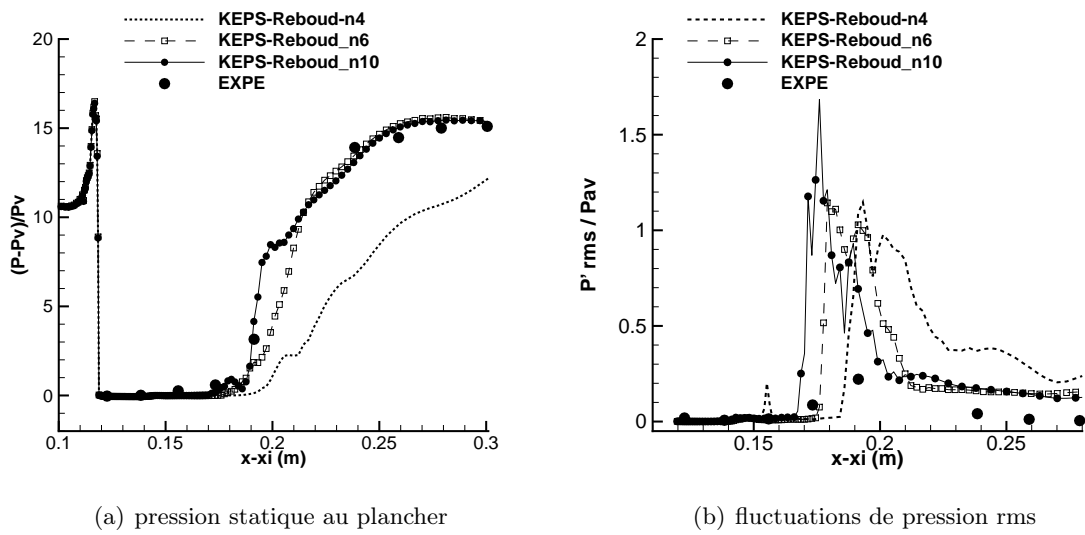 KEPS-Reboud-n4
KEPS-Reboud_n6
KEPS-Reboud_n10
EXPE
(P-Pv)/Pv
20
15
10
5
0
0.1
0.15
0.2
0.25
0.3
x-xi (m)
(a) pression statique au plancher
KEPS-Reboud-n4
KEPS-Reboud_n6
KEPS-Reboud_n10
EXPE
P' rms / Pav
2
1.5
1
0.5
0
0.15
0.2
0.25
x-xi (m)
(b) fluctuations de pression rms